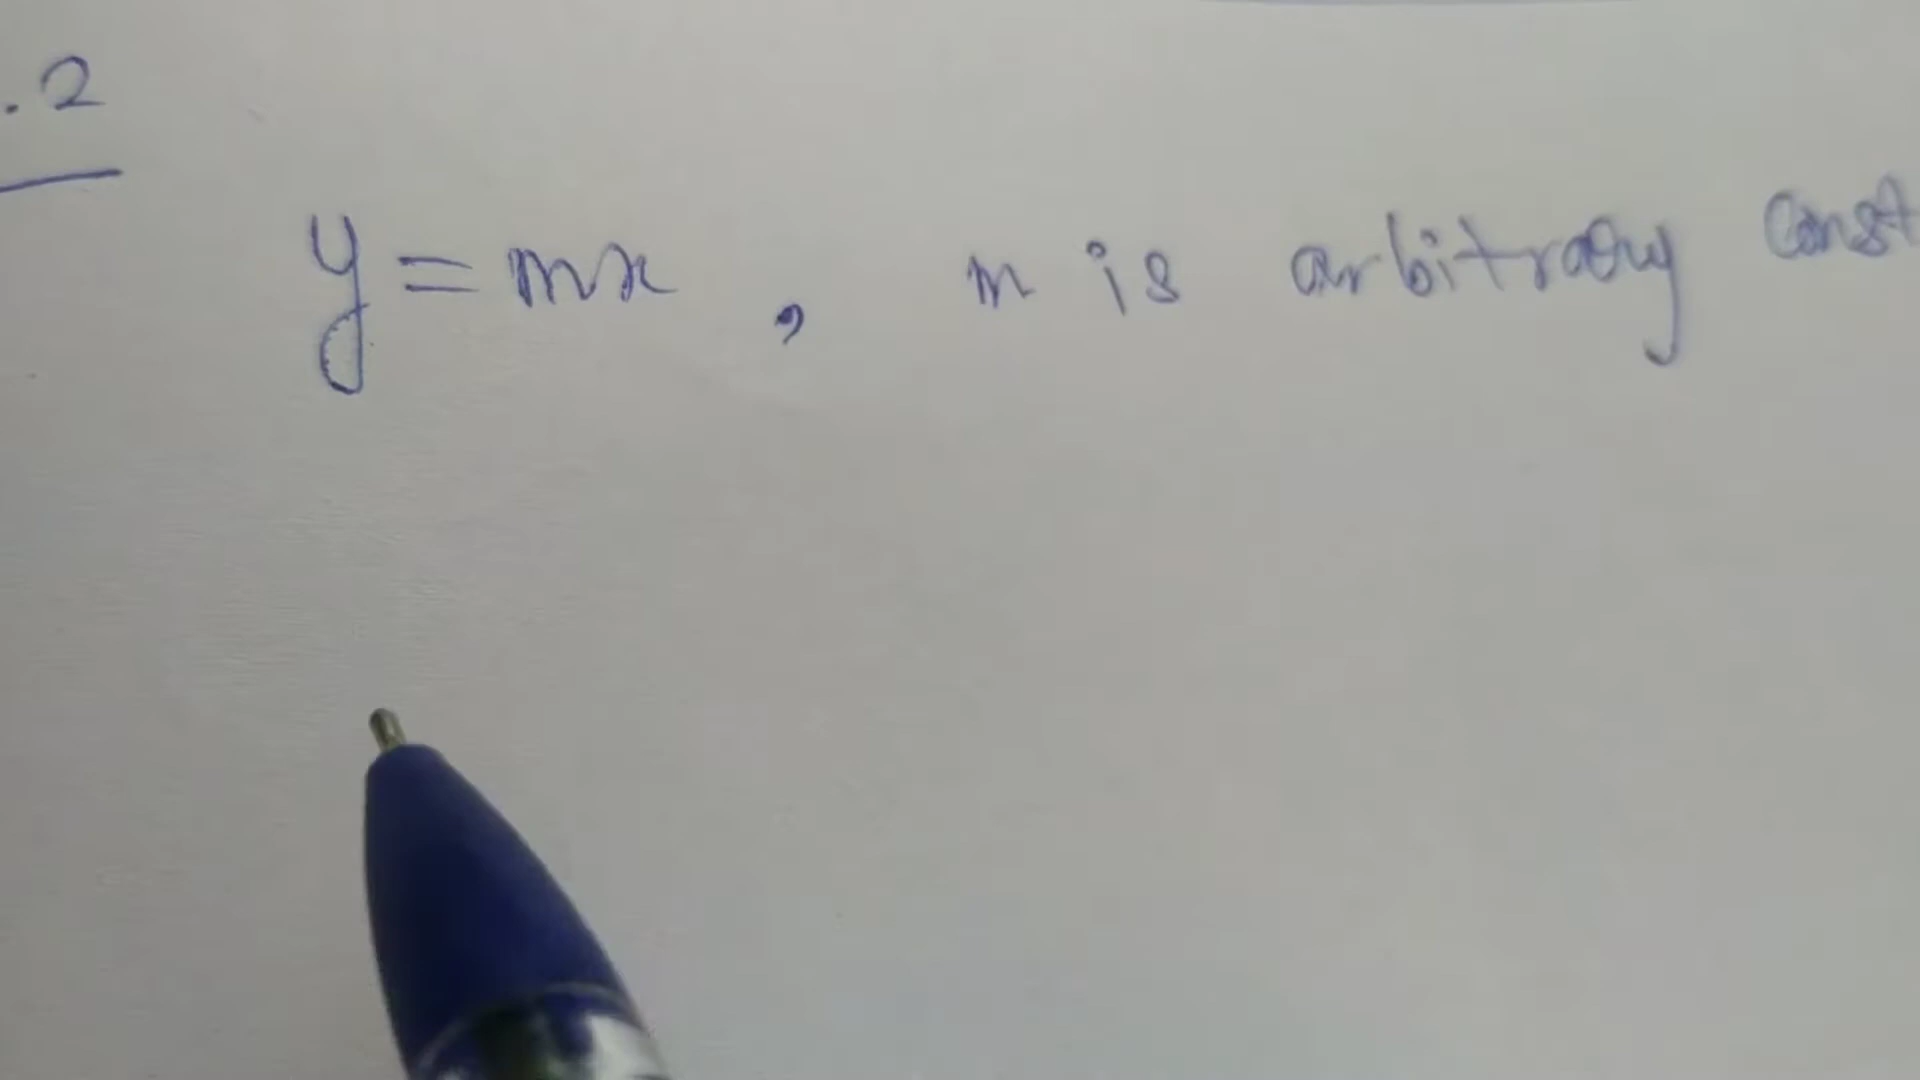 .2
y = mx , m is arbitrary const